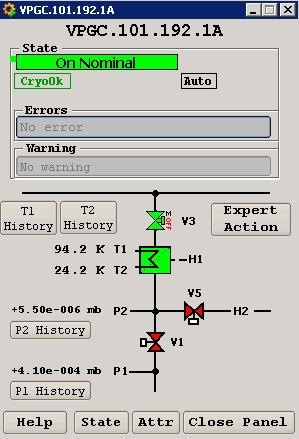 VPGC.101.192.1A
VPGC.101.192.1A
State
On Nominal
CryoOk Auto
Errors
No error
Warning
No warning
T1 History T2 History M OFF V3 Expert Action
94.2 K T1
H1
24.2 K T2
V5
+5.50e-006 mb P2 H2
P2 History
V1
+4.10e-004 mb P1
P1 History
Help State Attr Close Panel